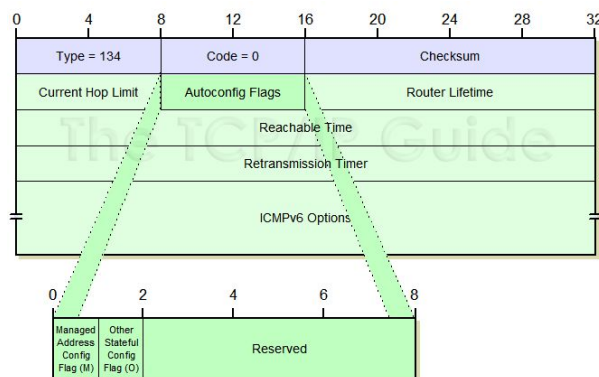 0 4 8 12 16 20 24 28 32
Type = 134 Code = 0 Checksum
Current Hop Limit Autoconfig Flags Router Lifetime
The TCP/IP Guide
Reachable Time
Retransmission Timer
ICMPv6 Options
0 2 4 6 8
Managed
Address
Config
Flag (M)
Other
Stateful
Config
Flag (O)
Reserved